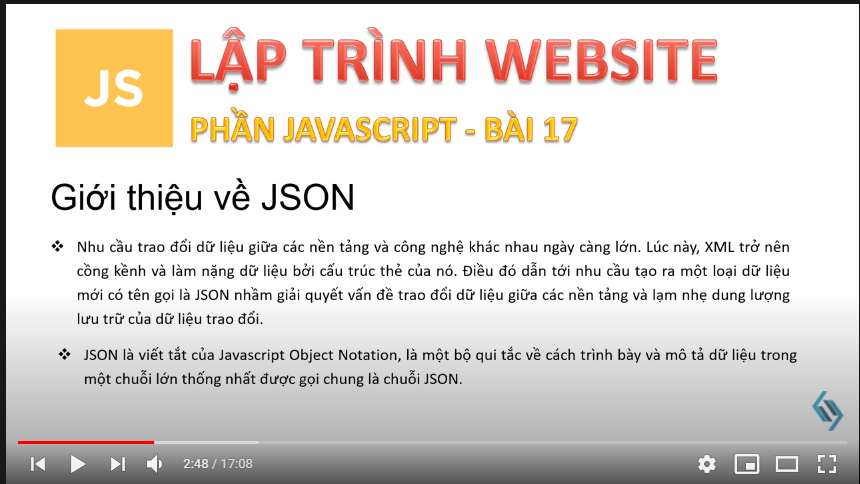 JS
LẬP TRÌNH WEBSITE
PHẦN JAVASCRIPT - BÀI 17
Giới thiệu về JSON
❖ Nhu cầu trao đổi dữ liệu giữa các nền tảng và công nghệ khác nhau ngày càng lớn. Lúc này, XML trở nên
cồng kềnh và làm nặng dữ liệu bởi cấu trúc thẻ của nó. Điều đó dẫn tới nhu cầu tạo ra một loại dữ liệu
mới có tên gọi là JSON nhằm giải quyết vấn đề trao đổi dữ liệu giữa các nền tảng và lạm nhẹ dung lượng
lưu trữ của dữ liệu trao đổi.
❖ JSON là viết tắt của Javascript Object Notation, là một bộ qui tắc về cách trình bày và mô tả dữ liệu trong
một chuỗi lớn thống nhất được gọi chung là chuỗi JSON.
2:48 / 17:08